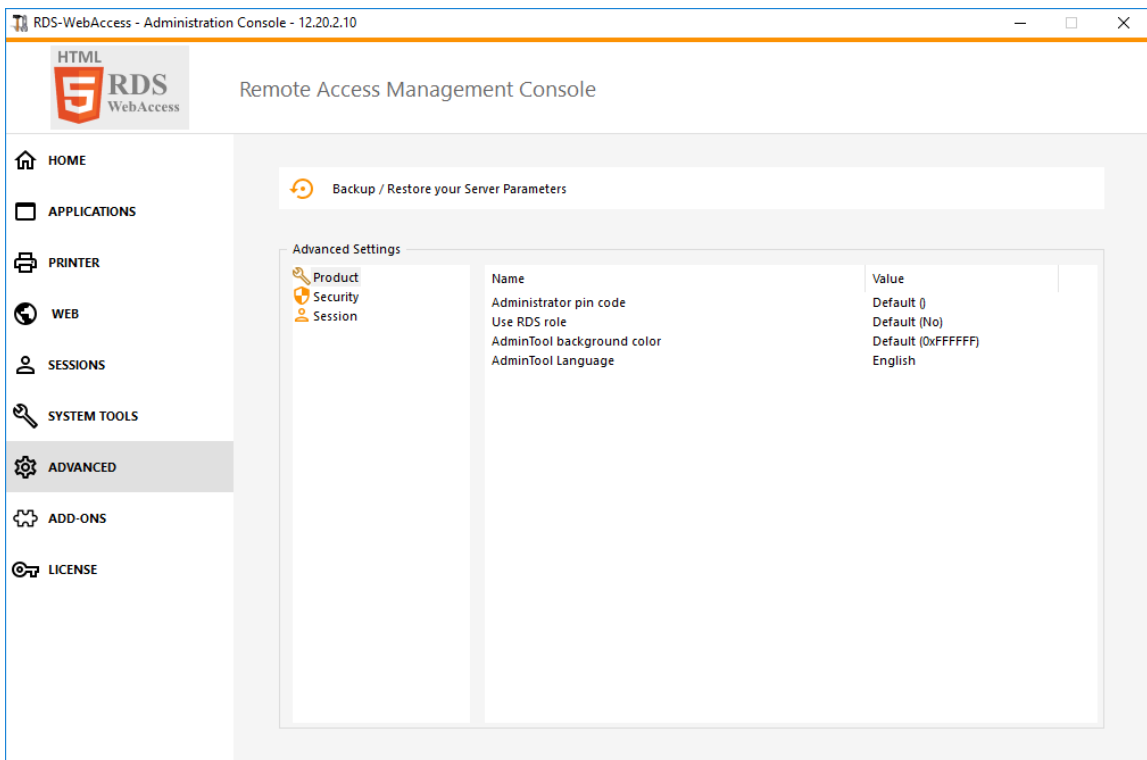 RDS-WebAccess - Administration Console - 12.20.2.10
HTML
5 RDS
WebAccess
Remote Access Management Console
HOME
APPLICATIONS
PRINTER
WEB
SESSIONS
SYSTEM TOOLS
ADVANCED
ADD-ONS
LICENSE
Backup / Restore your Server Parameters
Advanced Settings
Product
Security
Session
Name Value
Administrator pin code Default ()
Use RDS role Default (No)
AdminTool background color Default (0xFFFFFF)
AdminTool Language English